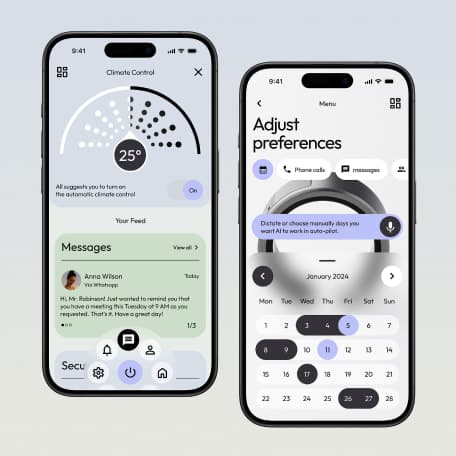 9:41
Climate Control
25°
AI suggests you to turn on
the automatic climate control
On
Your Feed
Messages
View all >
Anna Wilson
Today
Via Whatsapp
Hi, Mr. Robinson! Just wanted to remind you that
you have a meeting this Tuesday at 9 AM as you
requested. That's it. Have a great day!
1/3
Secu
9:41
Menu
Adjust
preferences
Phone calls
messages
Dictate or choose manually days you
want AI to work in auto-pilot.
January 2024
Mon Tue Wed Thu Fri Sat Sun
1 2 3 4 5 6 7
8 9 10 11 12 13 14
15 16 17 18 19 20 21
22 23 24 25 26 27 28